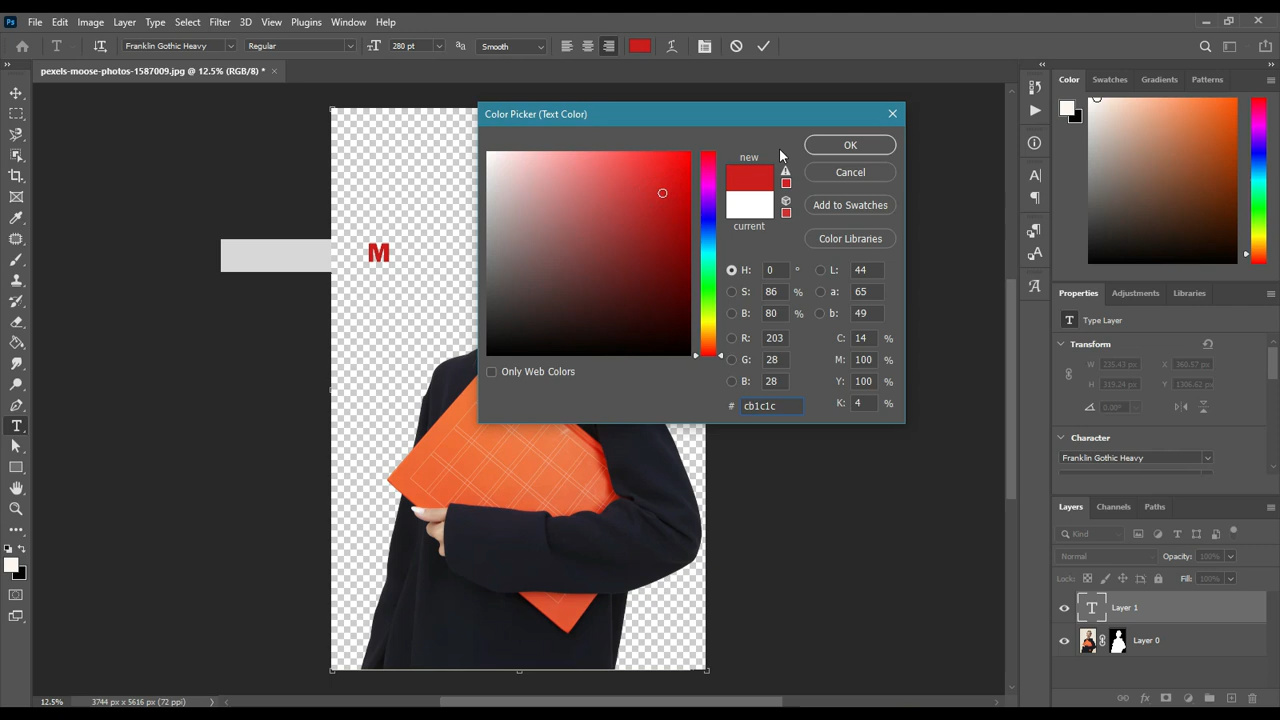 Ps File Edit Image Layer Type Select Filter 3D View Plugins Window Help
T Franklin Gothic Heavy Regular 280 pt Smooth
pexels-moose-photos-1587009.jpg @ 12.5% (RGB/8) *
Color Picker (Text Color)
new
current
OK
Cancel
Add to Swatches
Color Libraries
H: 0 ° L: 44
S: 86 % a: 65
B: 80 % b: 49
R: 203 C: 14 %
G: 28 M: 100 %
B: 28 Y: 100 %
# cb1c1c K: 4 %
Only Web Colors
M
Color Swatches Gradients Patterns
Properties Adjustments Libraries
T Type Layer
Transform
W: 235.43 px X: 360.57 px
H: 319.24 px Y: 1306.62 px
0.00°
Character
Franklin Gothic Heavy
Layers Channels Paths
Kind
Normal Opacity: 100%
Lock: Fill: 100%
T Layer 1
Layer 0
12.5% 3744 px x 5616 px (72 ppi)